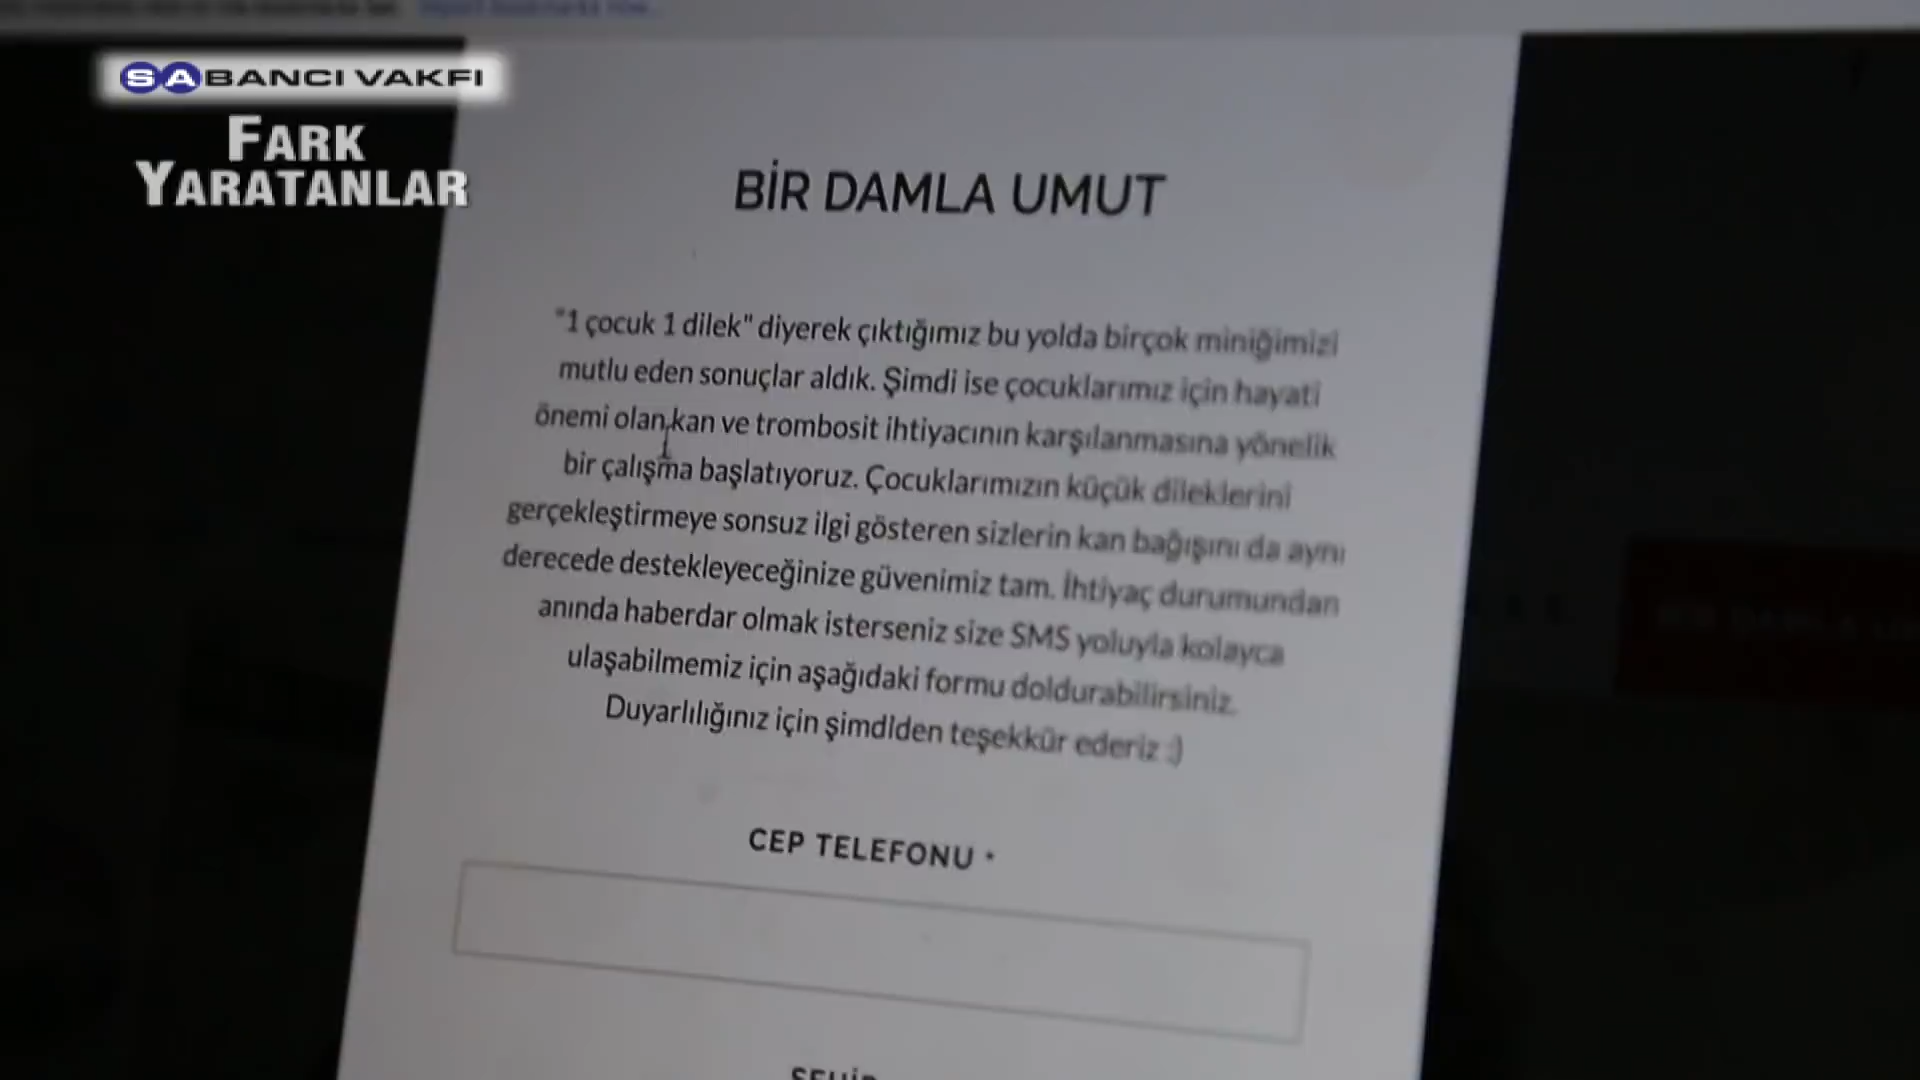 SABANCI VAKFI
FARK
YARATANLAR
BİR DAMLA UMUT
"1 çocuk 1 dilek" diyerek çıktığımız bu yolda birçok miniğimizi
mutlu eden sonuçlar aldık. Şimdi ise çocuklarımız için hayati
önemi olan kan ve trombosit ihtiyacının karşılanmasına yönelik
bir çalışma başlatıyoruz. Çocuklarımızın küçük dileklerini
gerçekleştirmeye sonsuz ilgi gösteren sizlerin kan bağışını da aynı
derecede destekleyeceğinize güvenimiz tam. İhtiyaç durumundan
anında haberdar olmak isterseniz size SMS yoluyla kolayca
ulaşabilmemiz için aşağıdaki formu doldurabilirsiniz.
Duyarlılığınız için şimdiden teşekkür ederiz :)
CEP TELEFONU *